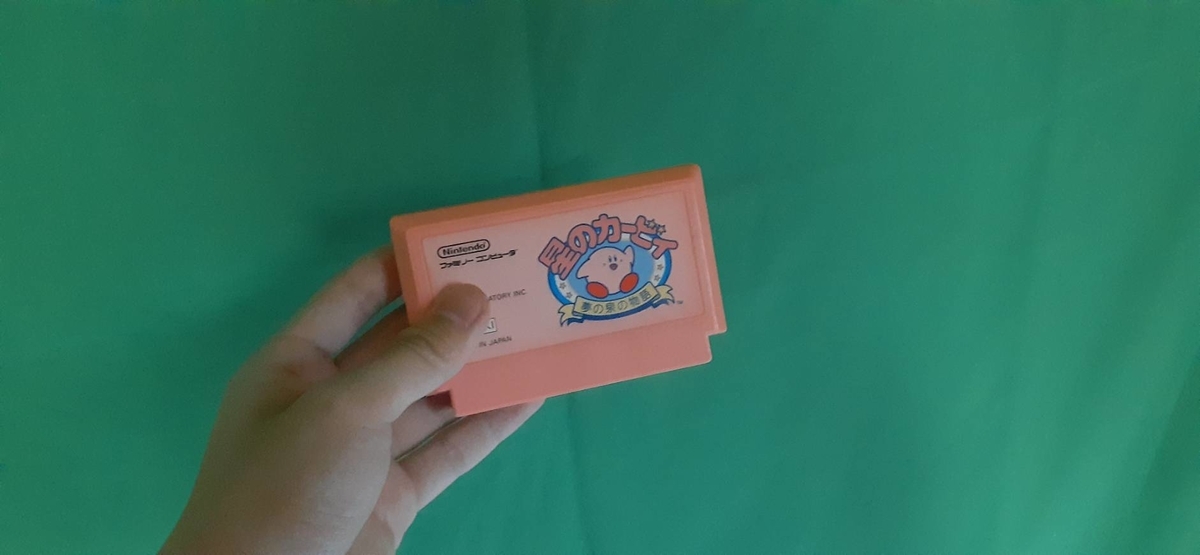 Nintendo
ファミリー コンピュータ
ATORY INC.
IN JAPAN
星のカービィ
夢の泉の物語
TM